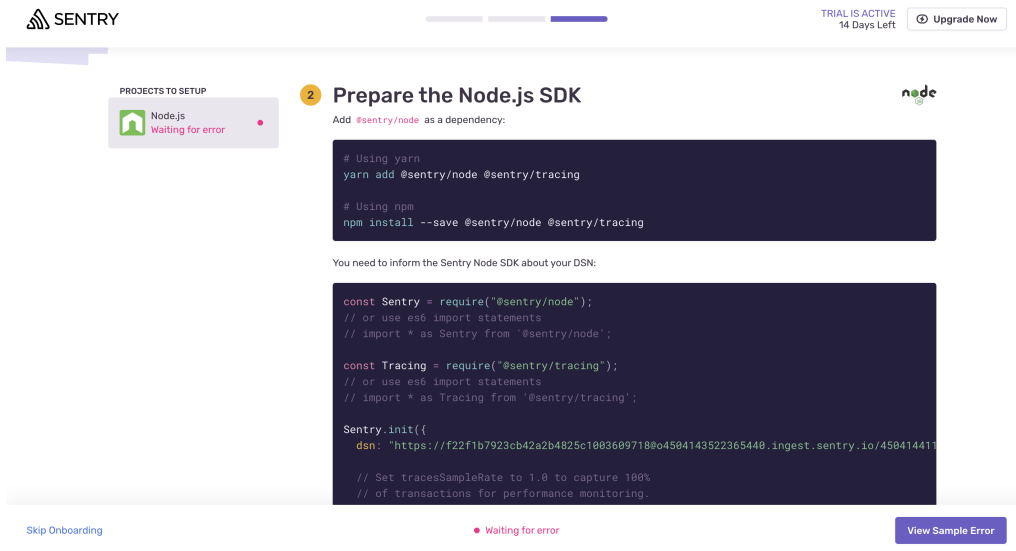 SENTRY
TRIAL IS ACTIVE
14 Days Left
Upgrade Now
PROJECTS TO SETUP
Node.js
Waiting for error
2
Prepare the Node.js SDK
node
Add @sentry/node as a dependency:
# Using yarn
yarn add @sentry/node @sentry/tracing
# Using npm
npm install --save @sentry/node @sentry/tracing
You need to inform the Sentry Node SDK about your DSN:
const Sentry = require("@sentry/node");
// or use es6 import statements
// import * as Sentry from '@sentry/node';
const Tracing = require("@sentry/tracing");
// or use es6 import statements
// import * as Tracing from '@sentry/tracing';
Sentry.init({
dsn: "https://f22f1b7923cb42a2b4825c1003609718@o4504143522365440.ingest.sentry.io/450414411
// Set tracesSampleRate to 1.0 to capture 100%
// of transactions for performance monitoring.
Skip Onboarding
Waiting for error
View Sample Error